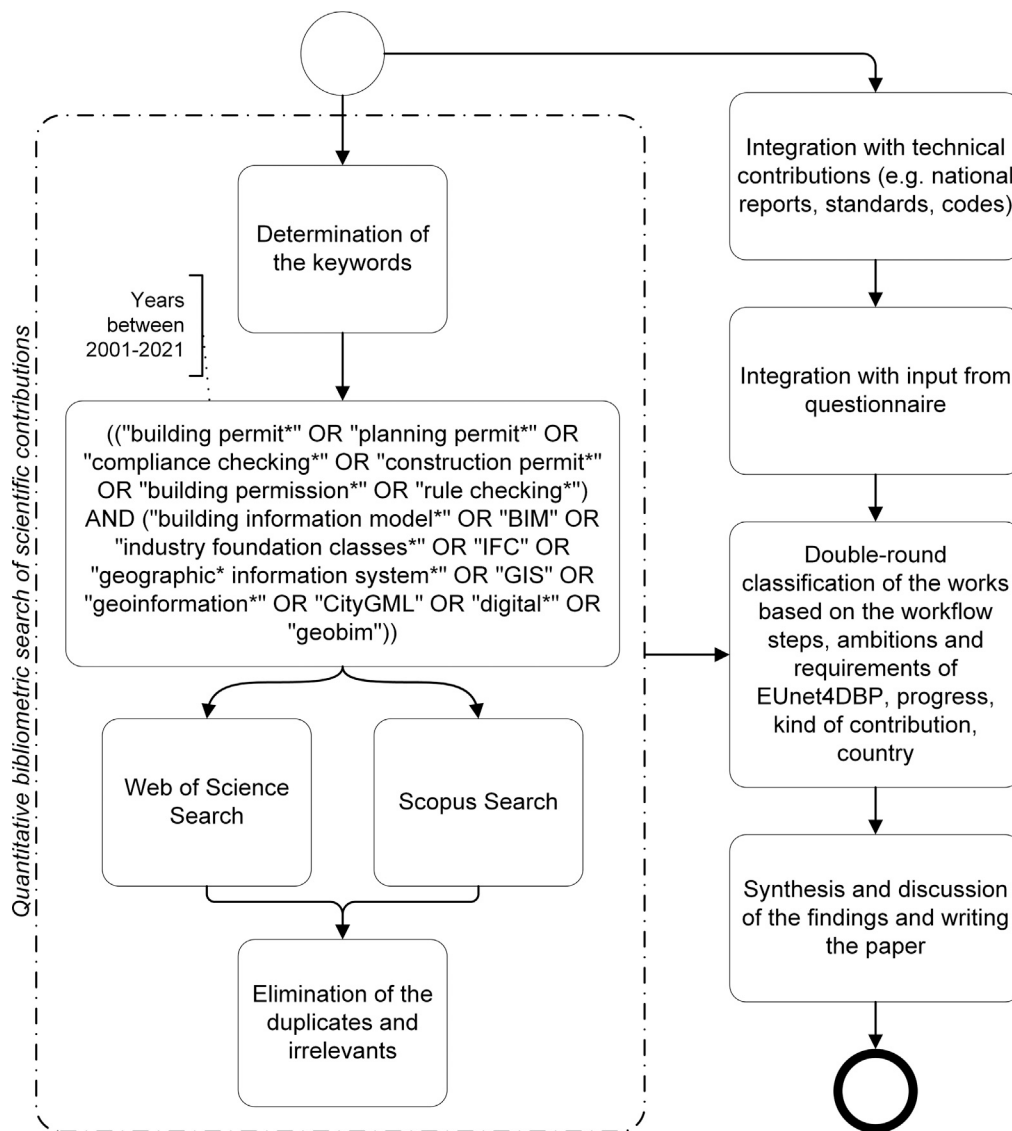 Quantitative bibliometric search of scientific contributions
Determination of
the keywords
Years
between
2001-2021
(("building permit*" OR "planning permit*" OR
"compliance checking*" OR "construction permit*"
OR "building permission*" OR "rule checking*")
AND ("building information model*" OR "BIM" OR
"industry foundation classes*" OR "IFC" OR
"geographic* information system*" OR "GIS" OR
"geoinformation*" OR "CityGML" OR "digital*" OR
"geobim"))
Web of Science
Search
Scopus Search
Elimination of the
duplicates and
irrelevants
Integration with technical
contributions (e.g. national
reports, standards, codes)
Integration with input from
questionnaire
Double-round
classification of the works
based on the workflow
steps, ambitions and
requirements of
EUnet4DBP, progress,
kind of contribution,
country
Synthesis and discussion
of the findings and writing
the paper